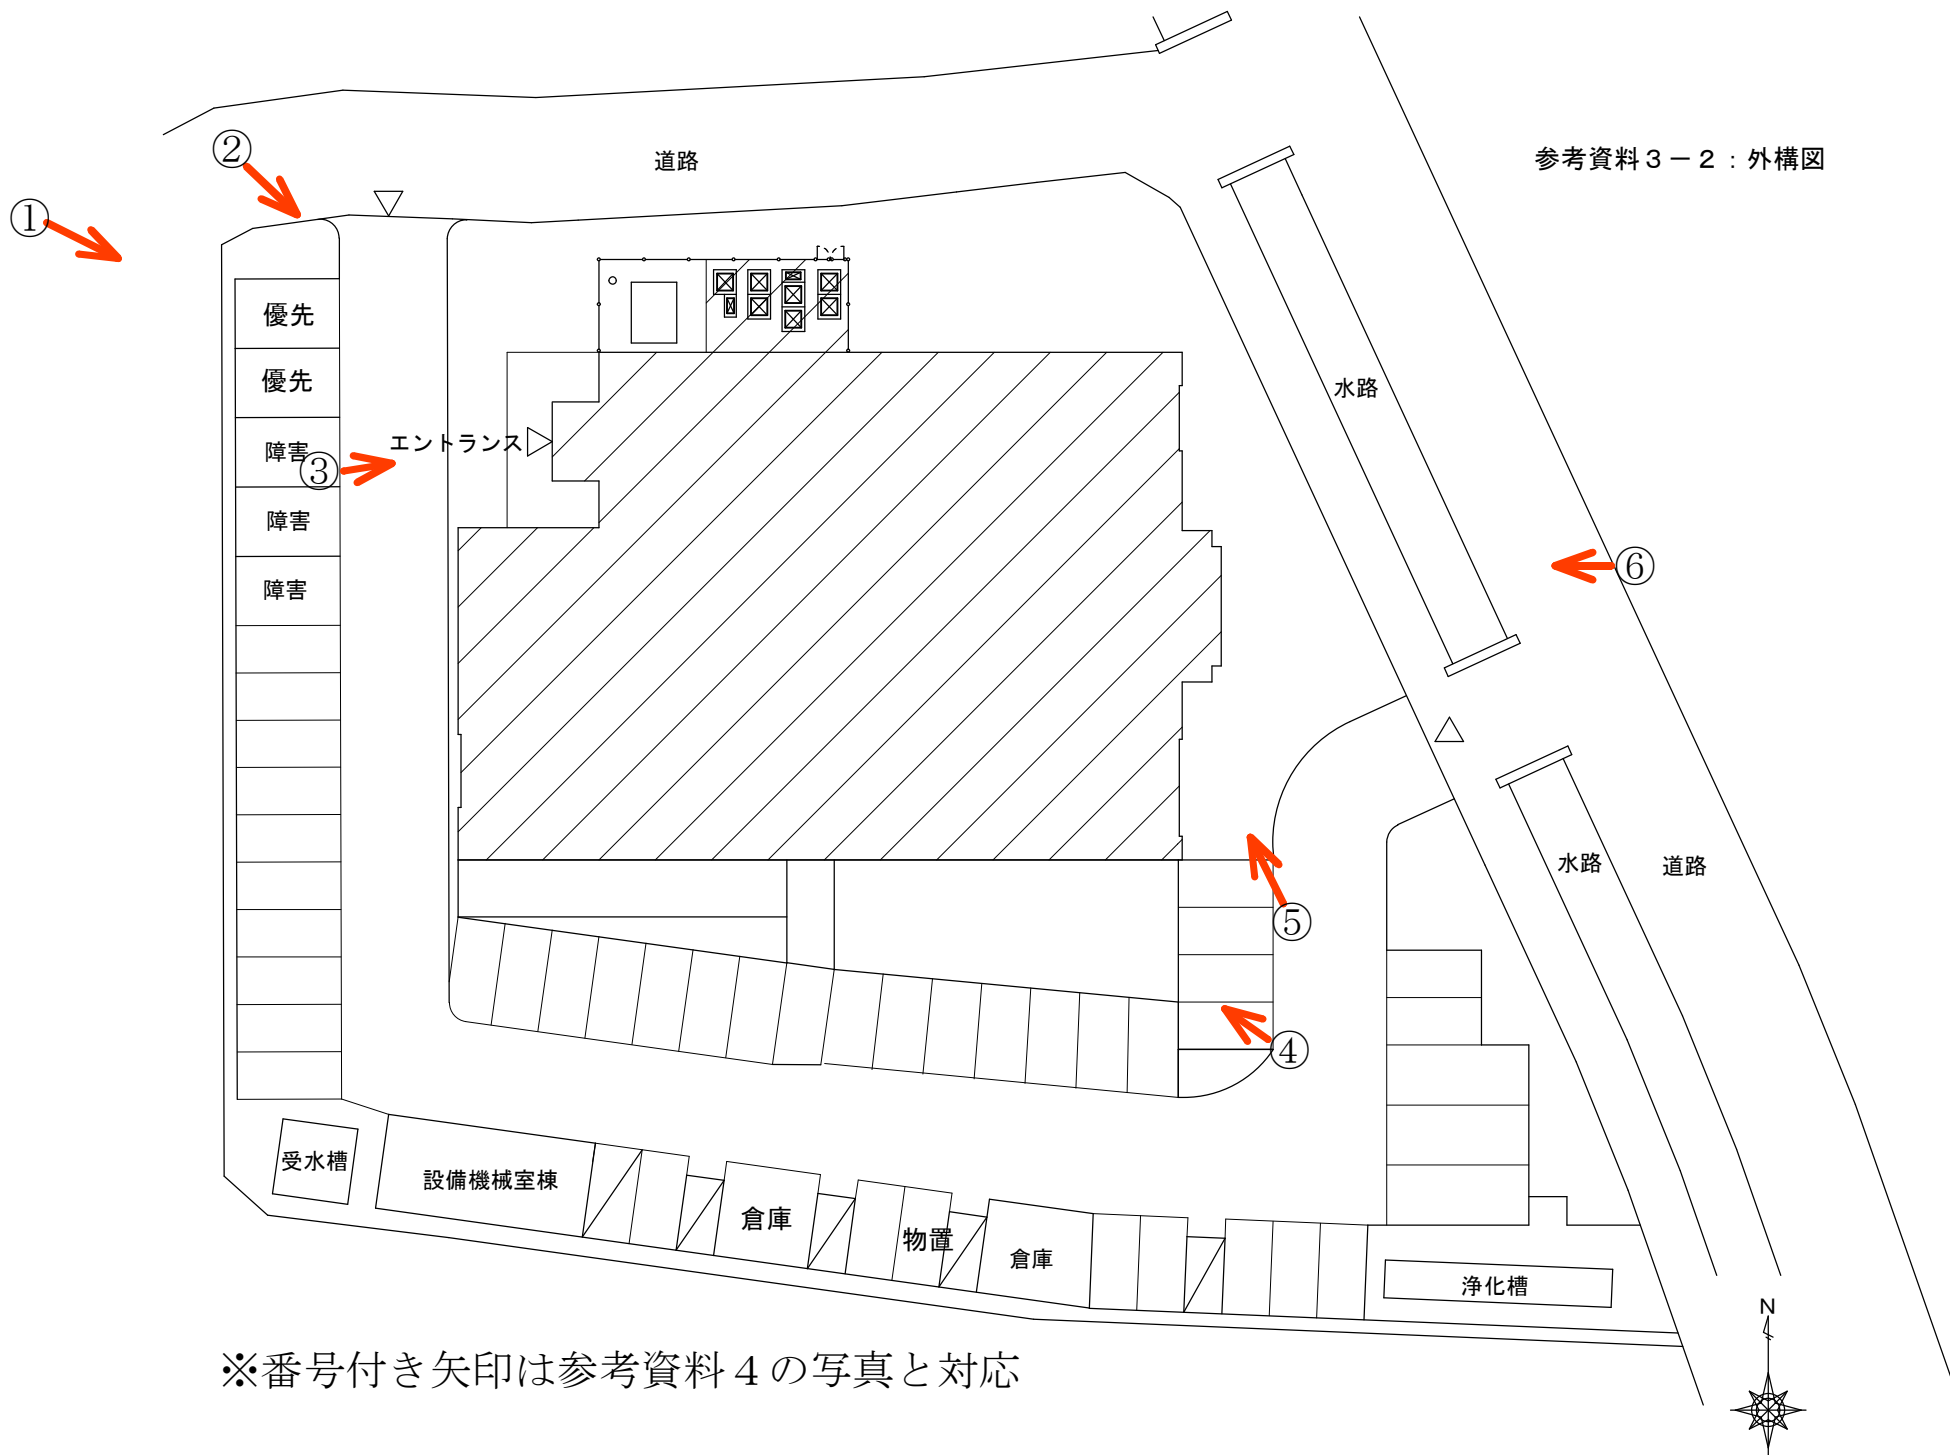 ②
道路
参考資料３－２：外構図
①
優先
優先
水路
エントランス
障害
③
障害
⑥
障害
水路
道路
⑤
④
受水槽
設備機械室棟
倉庫
物置
倉庫
浄化槽
N
※番号付き矢印は参考資料４の写真と対応